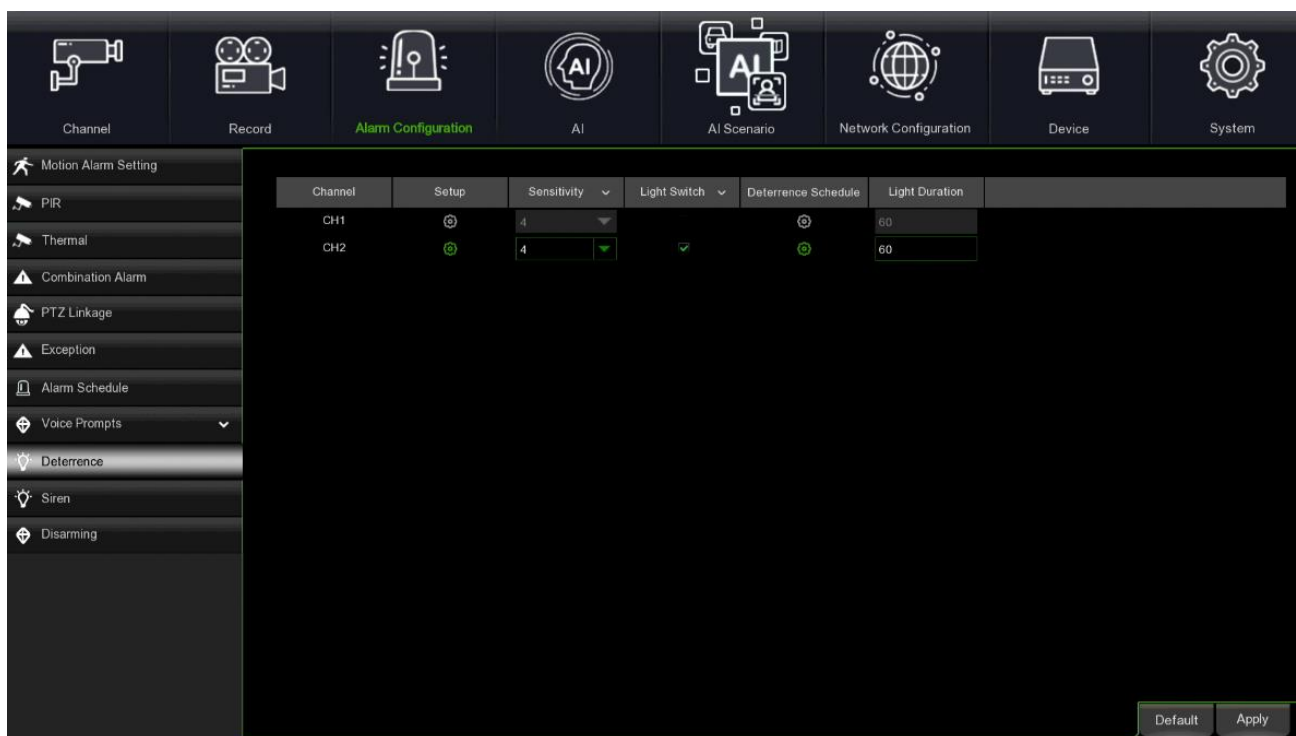 Channel Record Alarm Configuration AI AI Scenario Network Configuration Device System
Motion Alarm Setting
PIR
Thermal
Combination Alarm
PTZ Linkage
Exception
Alarm Schedule
Voice Prompts
Deterrence
Siren
Disarming
Channel Setup Sensitivity Light Switch Deterrence Schedule Light Duration
CH1 4 60
CH2 4 60
Default Apply